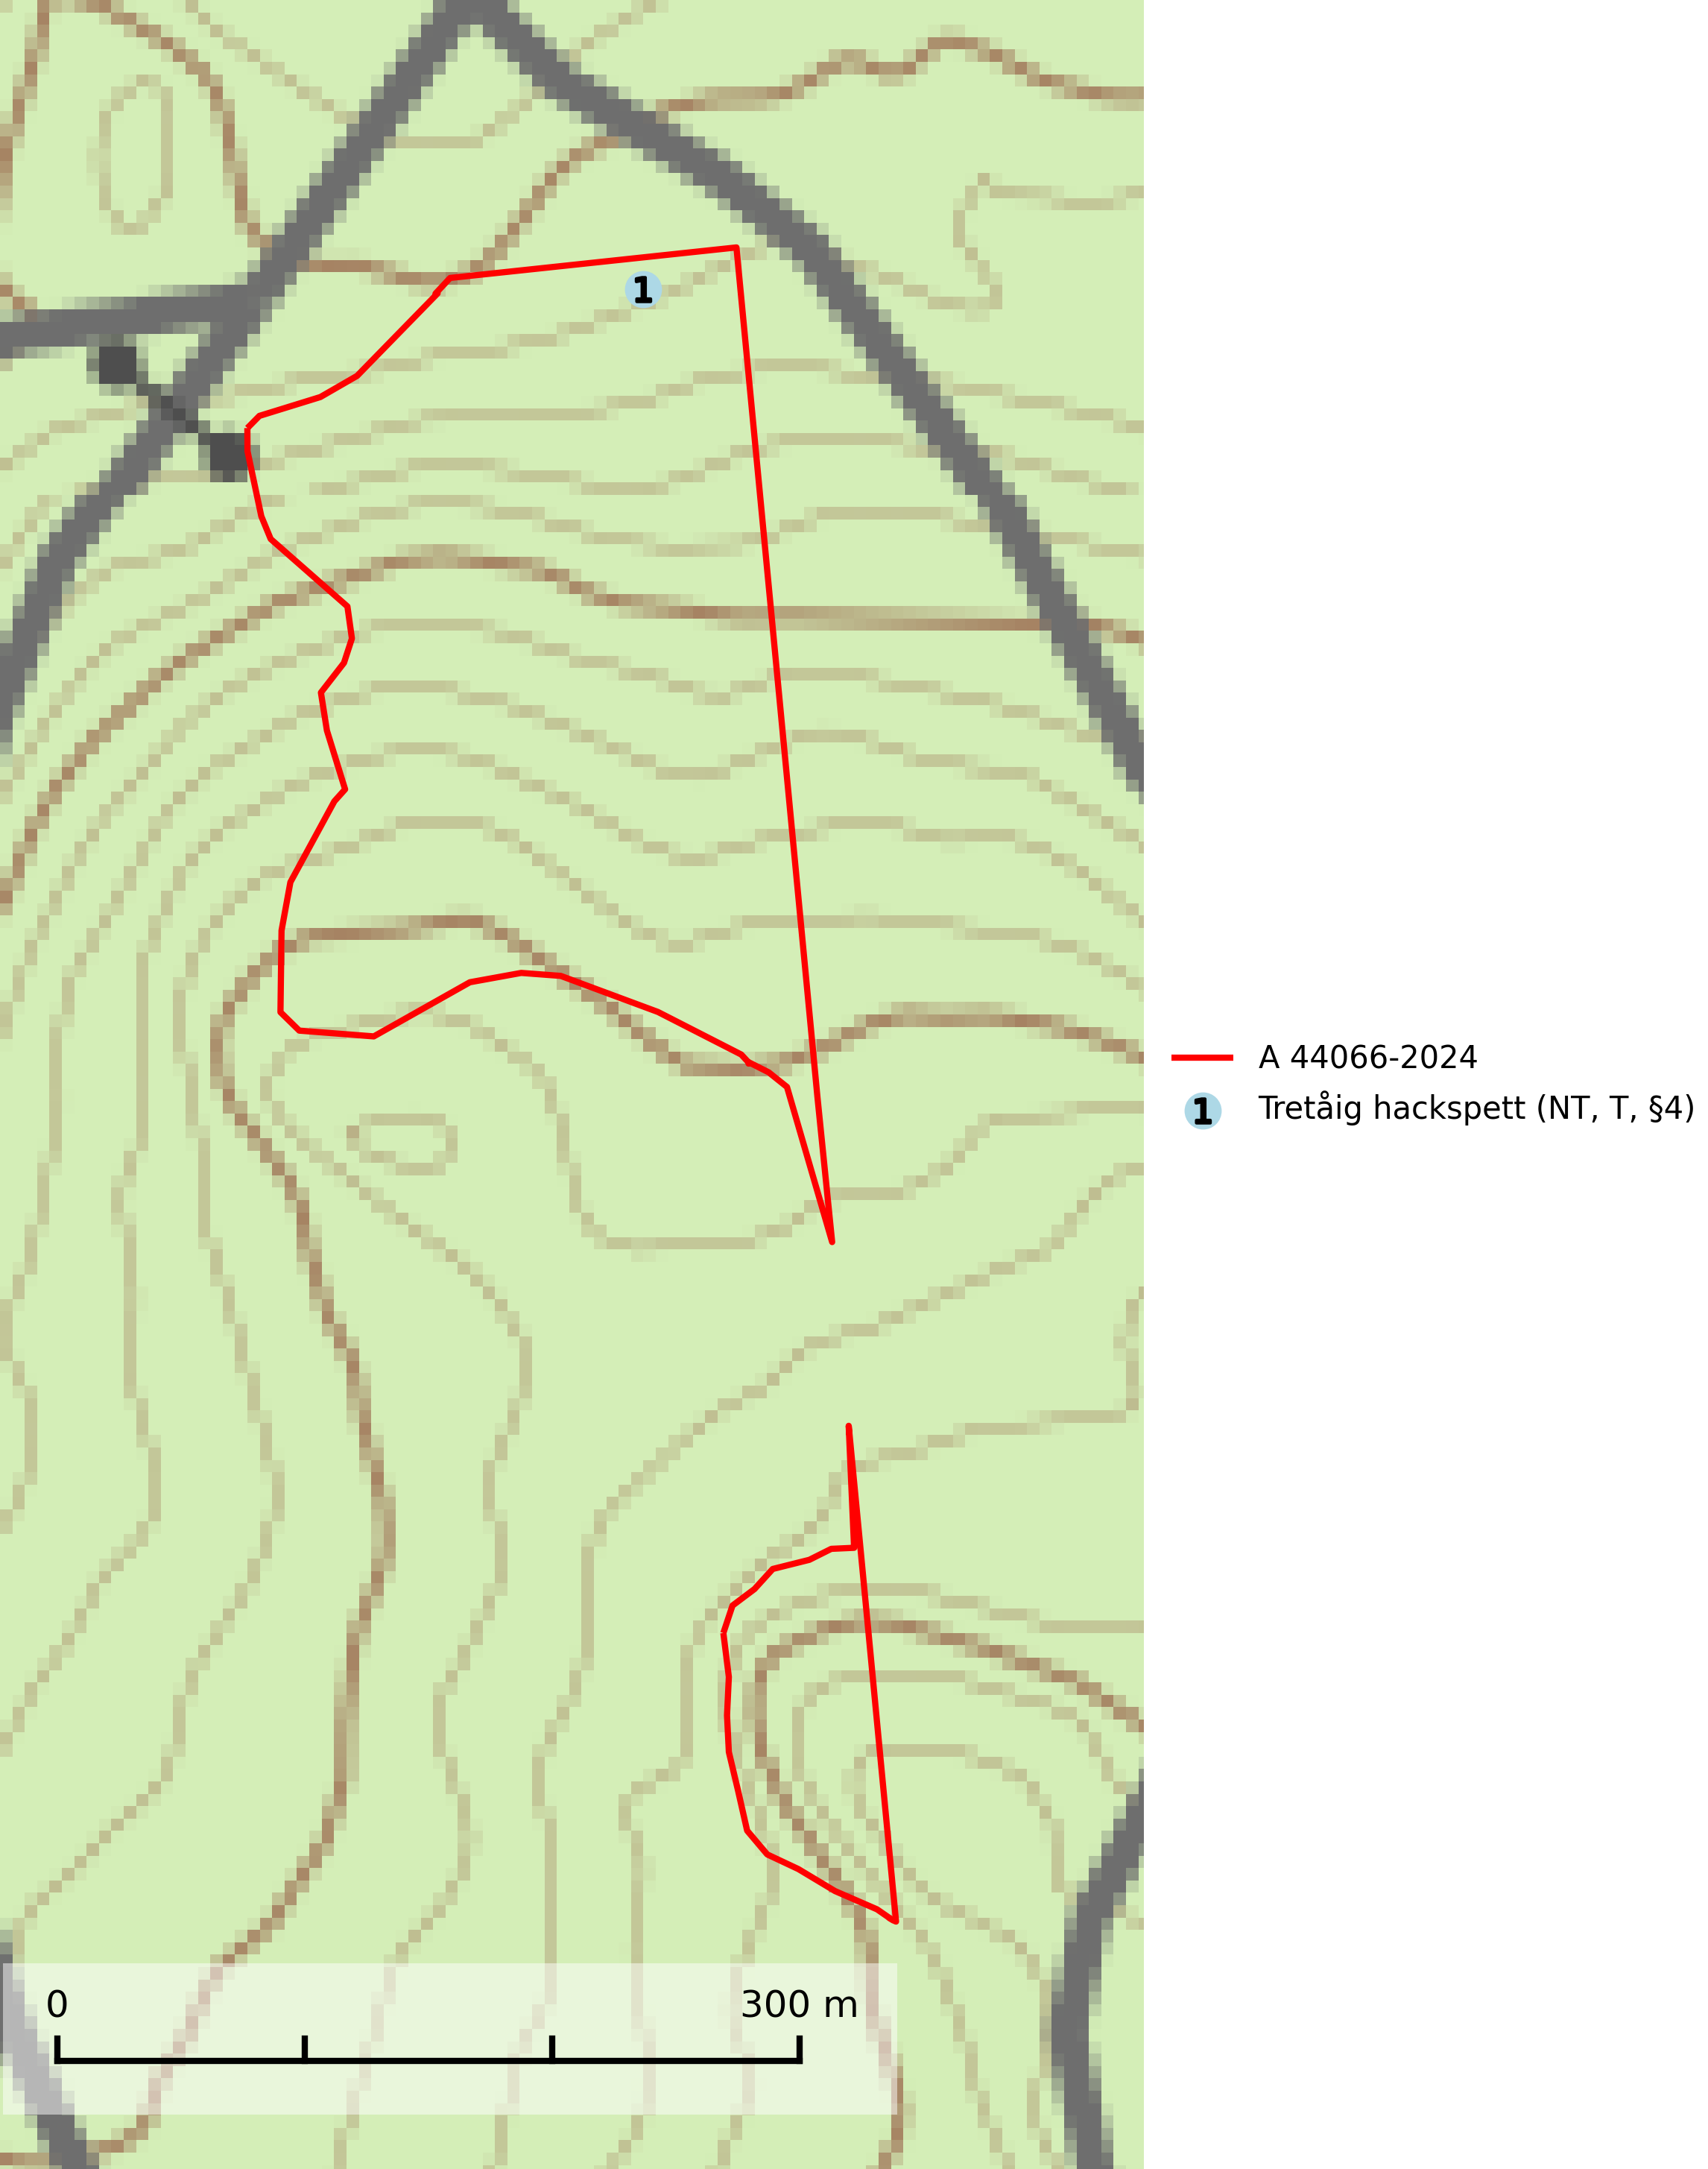 1
A 44066-2024
1 Tretåig hackspett (NT, T, §4)
0 300 m